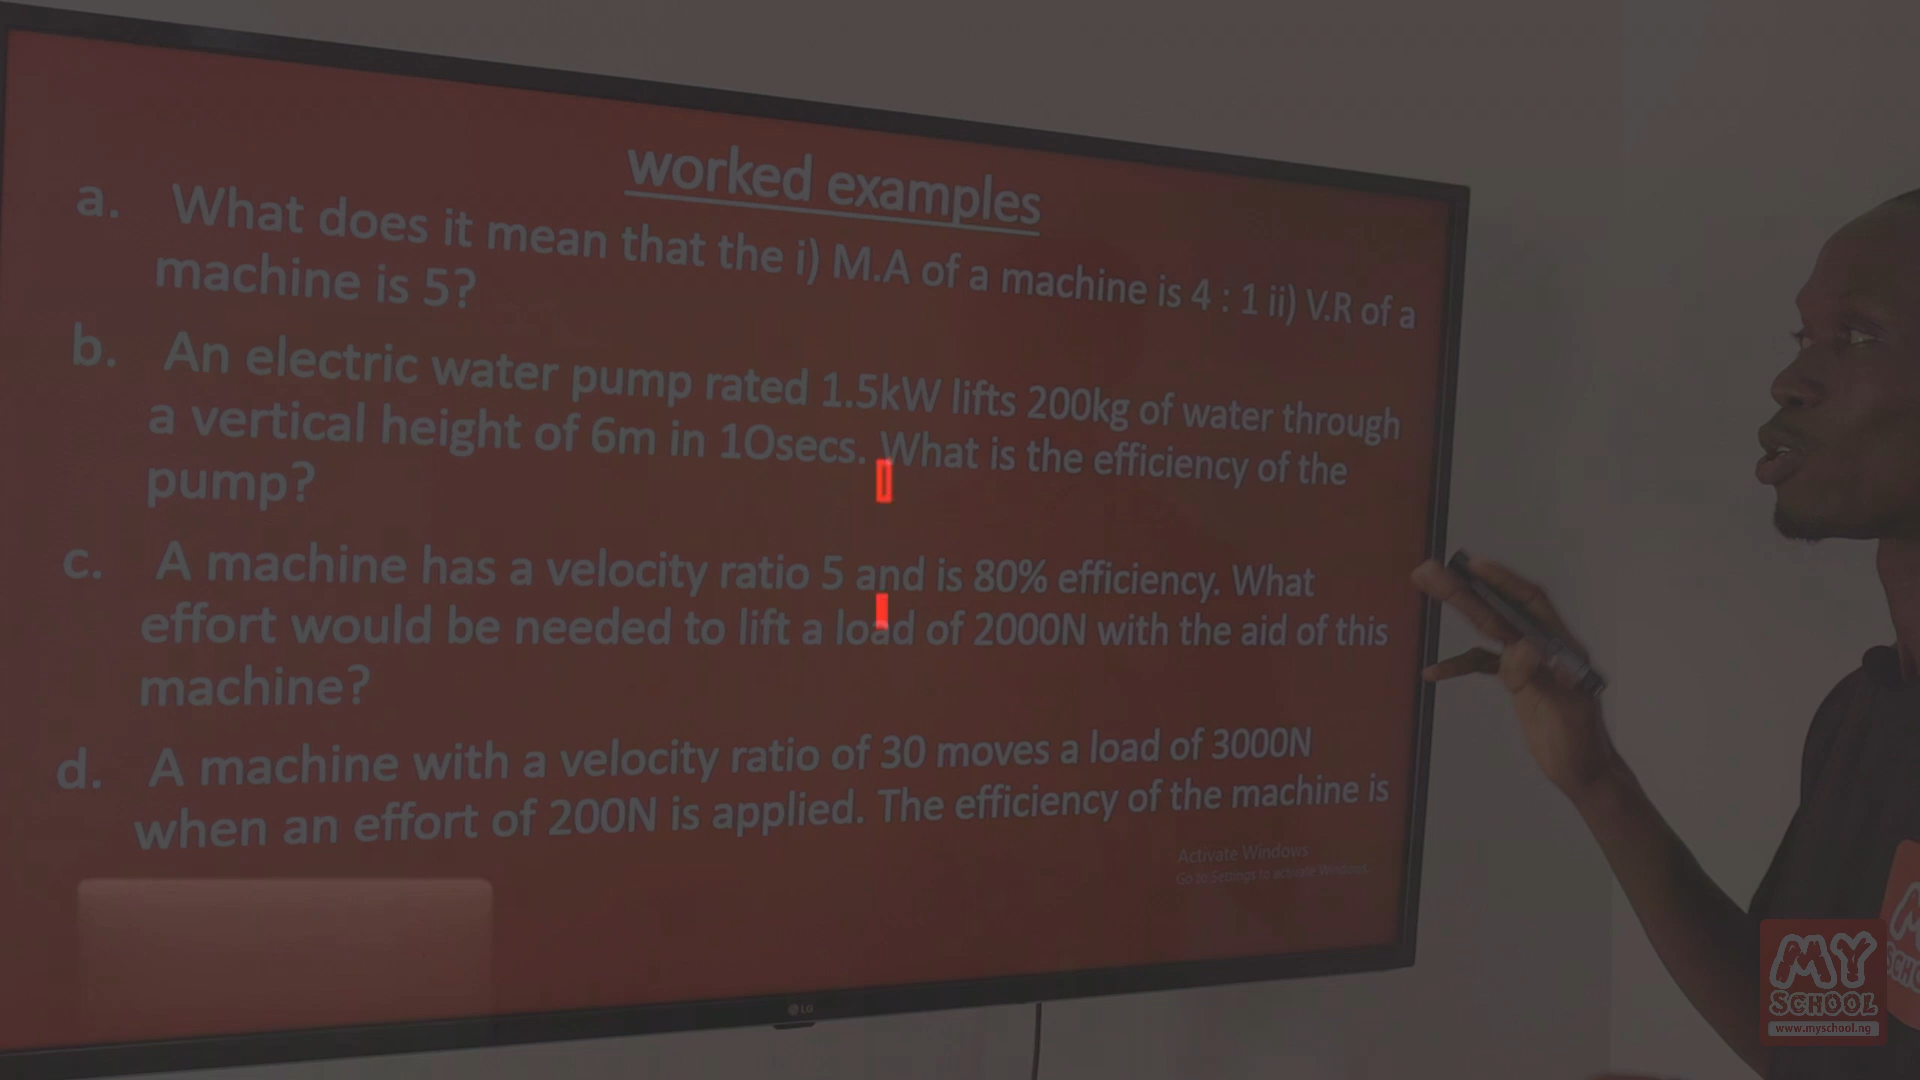 worked examples
a. What does it mean that the i) M.A of a machine is 4 : 1 ii) V.R of a
machine is 5?
b. An electric water pump rated 1.5kW lifts 200kg of water through
a vertical height of 6m in 1Osecs. What is the efficiency of the
pump?
c. A machine has a velocity ratio 5 and is 80% efficiency. What
effort would be needed to lift a load of 2000N with the aid of this
machine?
d. A machine with a velocity ratio of 30 moves a load of 3000N
when an effort of 200N is applied. The efficiency of the machine is
Activate Windows
Go to Settings to activate Windows.
LG
MY
SCHOOL
www.myschool.ng